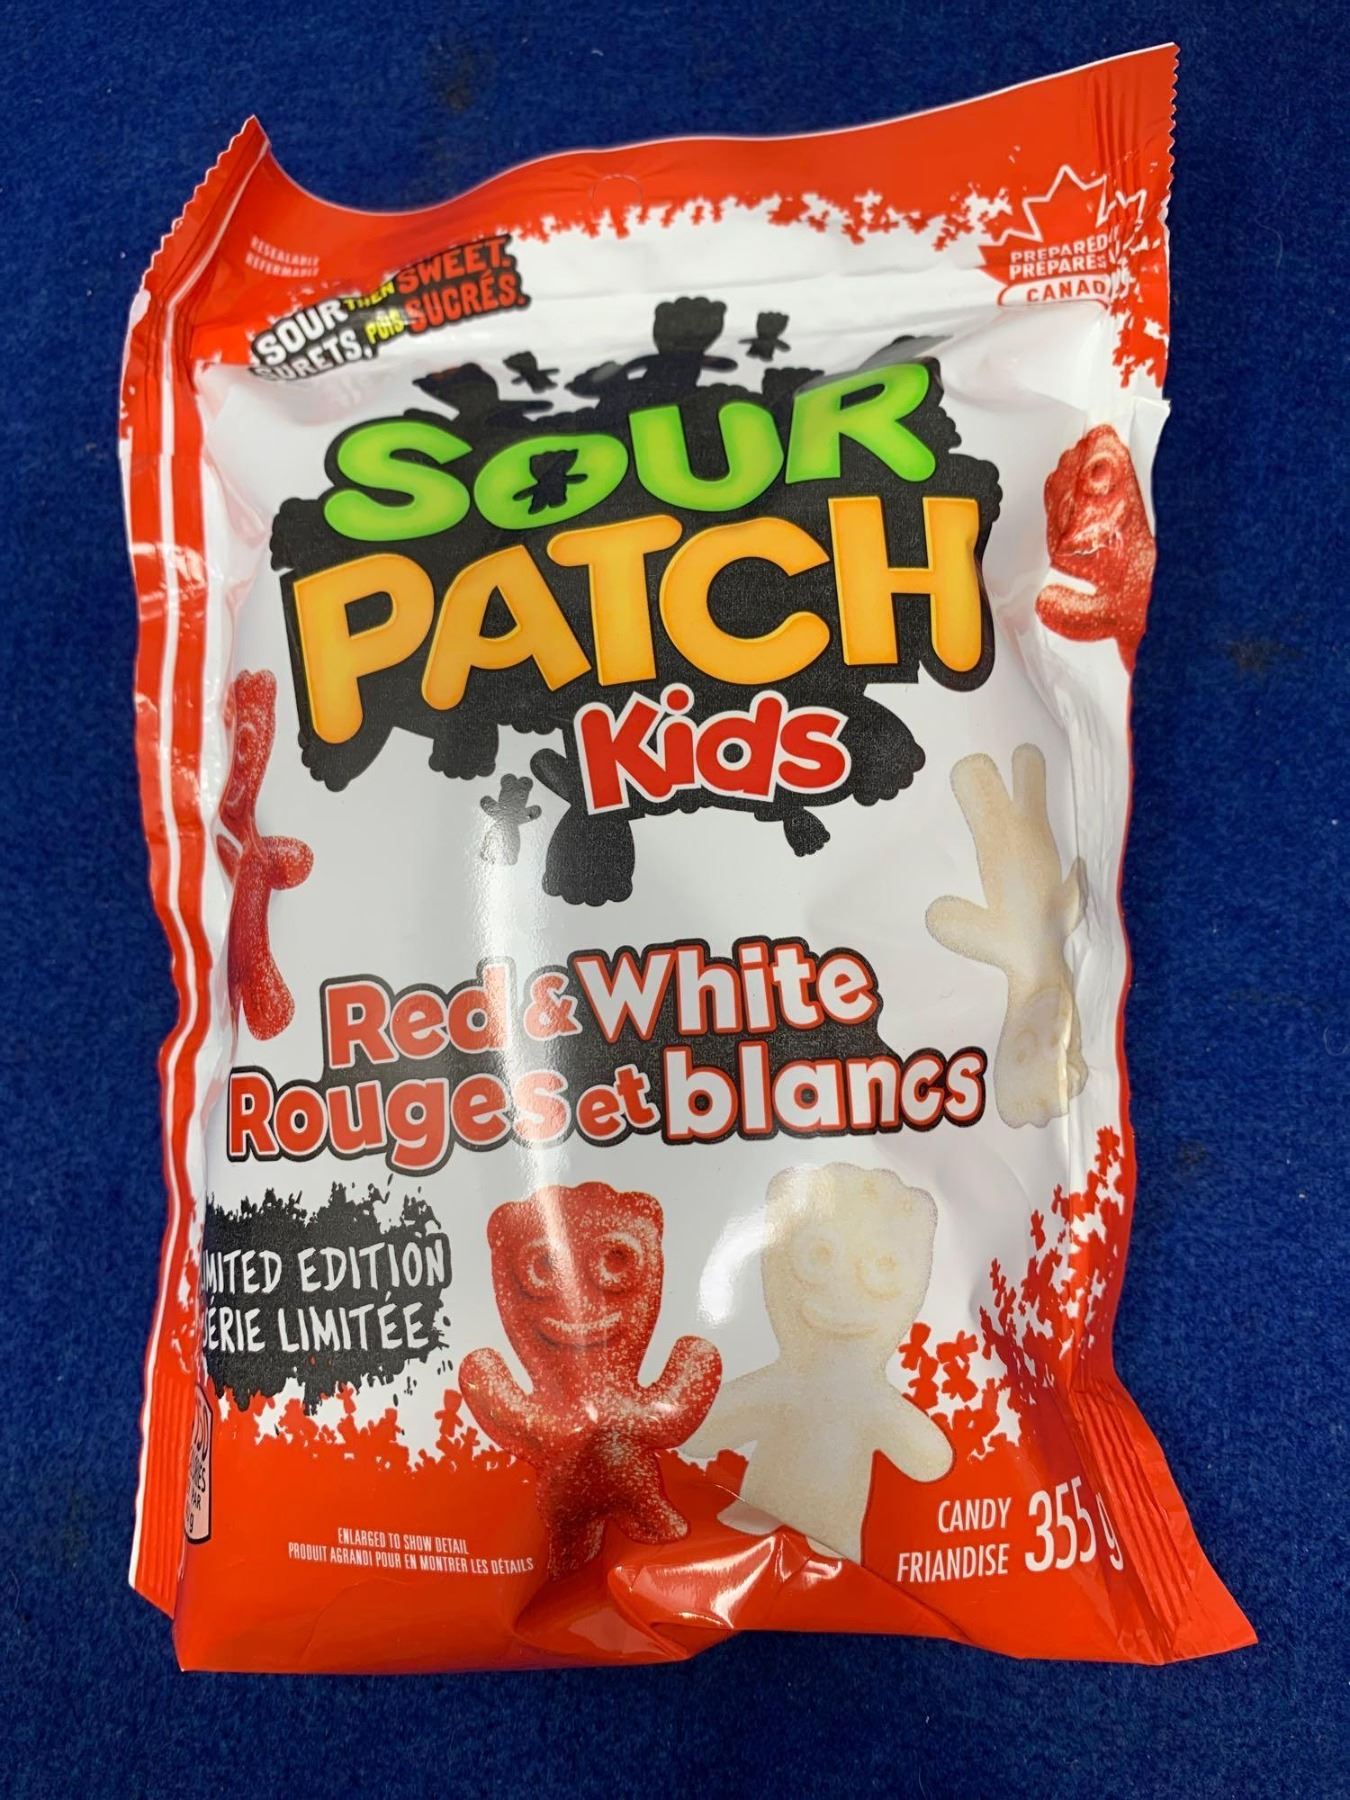 RESEALABLE
REFERMABLE
SOUR THEN SWEET.
SURETS, PUIS SUCRÉS.
PREPARED
PRÉPARÉS
CANAD
SOUR
PATCH
Kids
Red & White
Rouges et blancs
IMITED EDITION
ÉRIE LIMITÉE
ENLARGED TO SHOW DETAIL
PRODUIT AGRANDI POUR EN MONTRER LES DÉTAILS
CANDY
FRIANDISE
355 g